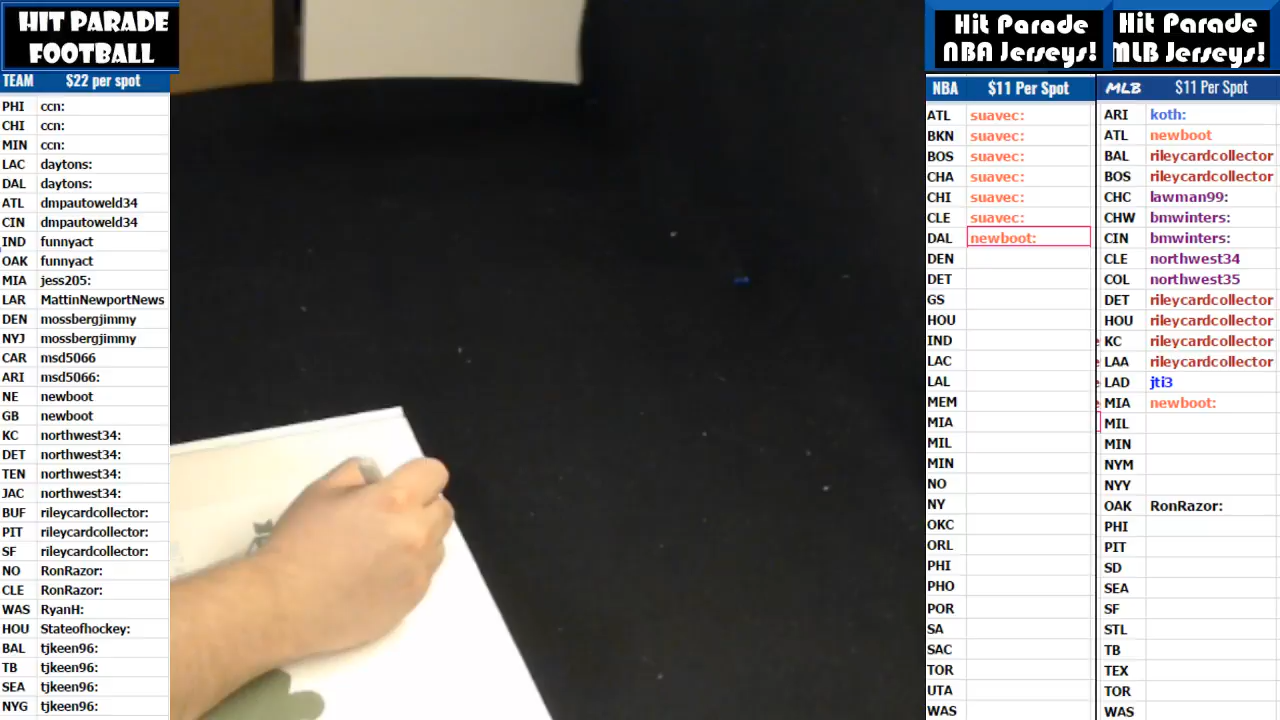 HIT PARADE
FOOTBALL
TEAM $22 per spot
PHI ccn:
CHI ccn:
MIN ccn:
LAC daytons:
DAL daytons:
ATL dmpautoweld34
CIN dmpautoweld34
IND funnyact
OAK funnyact
MIA jess205:
LAR MattinNewportNews
DEN mossbergjimmy
NYJ mossbergjimmy
CAR msd5066
ARI msd5066:
NE newboot
GB newboot
KC northwest34:
DET northwest34:
TEN northwest34:
JAC northwest34:
BUF rileycardcollector:
PIT rileycardcollector:
SF rileycardcollector:
NO RonRazor:
CLE RonRazor:
WAS RyanH:
HOU Stateofhockey:
BAL tjkeen96:
TB tjkeen96:
SEA tjkeen96:
NYG tjkeen96:
Hit Parade
NBA Jerseys!
NBA $11 Per Spot
ATL suavec:
BKN suavec:
BOS suavec:
CHA suavec:
CHI suavec:
CLE suavec:
DAL newboot:
DEN
DET
GS
HOU
IND
LAC
LAL
MEM
MIA
MIL
MIN
NO
NY
OKC
ORL
PHI
PHO
POR
SA
SAC
TOR
UTA
WAS
Hit Parade
MLB Jerseys!
MLB $11 Per Spot
ARI koth:
ATL newboot
BAL rileycardcollector
BOS rileycardcollector
CHC lawman99:
CHW bmwinters:
CIN bmwinters:
CLE northwest34
COL northwest35
DET rileycardcollector
HOU rileycardcollector
KC rileycardcollector
LAA rileycardcollector
LAD jti3
MIA newboot:
MIL
MIN
NYM
NYY
OAK RonRazor:
PHI
PIT
SD
SEA
SF
STL
TB
TEX
TOR
WAS